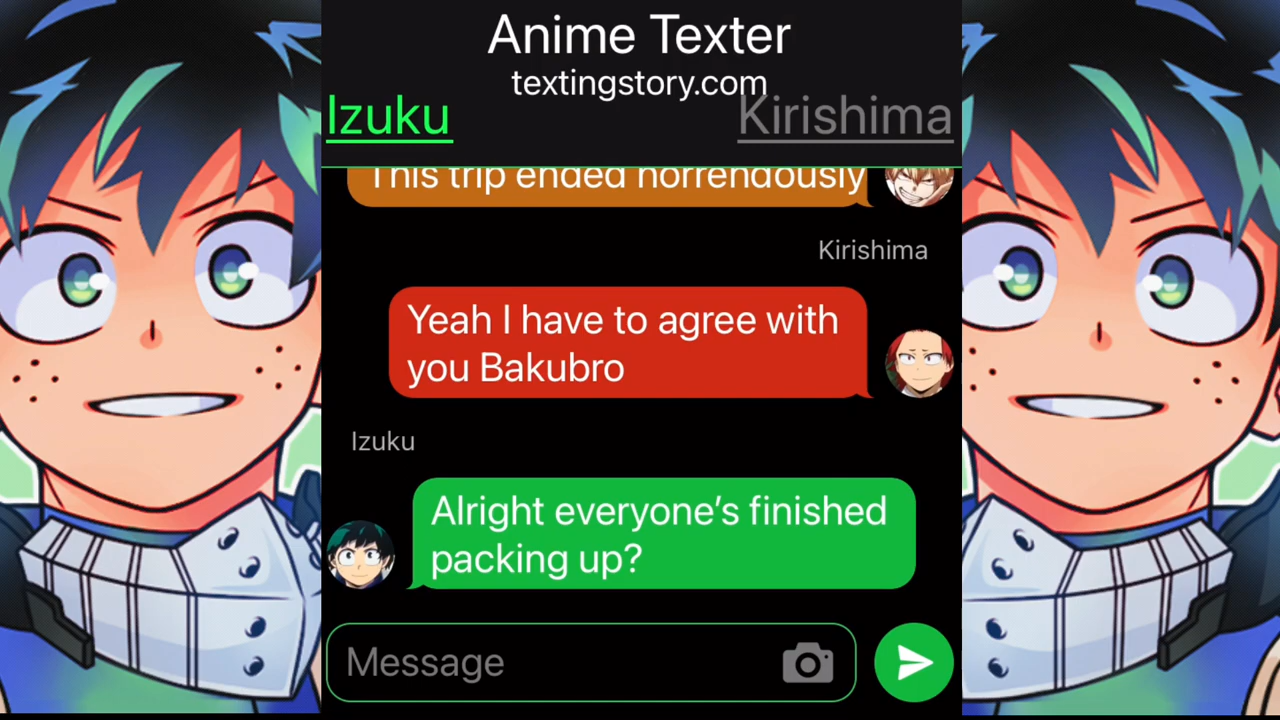 Anime Texter
textingstory.com
Izuku
Kirishima
This trip ended horrendously
Kirishima
Yeah I have to agree with
you Bakubro
Izuku
Alright everyone’s finished
packing up?
Message